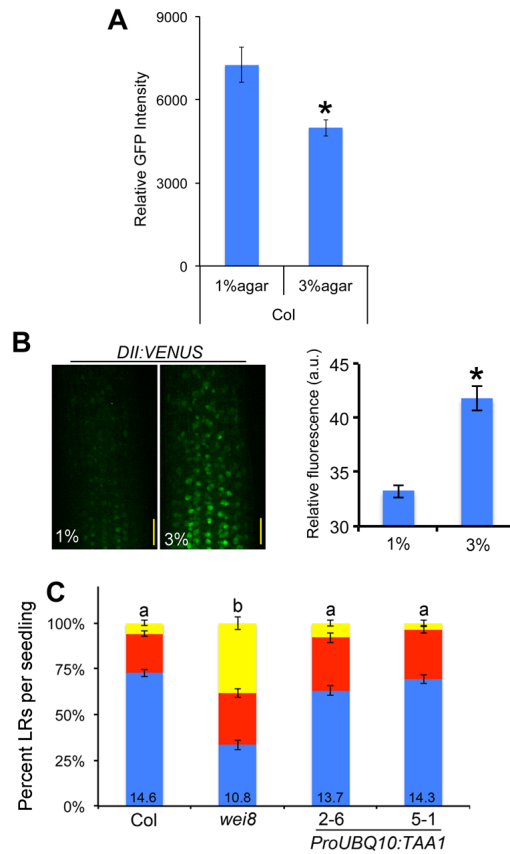 A
Relative GFP Intensity
9000
6000
3000
0
*
1%agar
3%agar
Col
B
DII:VENUS
1%
3%
Relative fluorescence (a.u.)
45
42
33
30
*
1%
3%
C
Percent LRs per seedling
100%
75%
50%
25%
0%
a
b
a
a
14.6
10.8
13.7
14.3
Col
wei8
2-6
5-1
ProUBQ10:TAA1